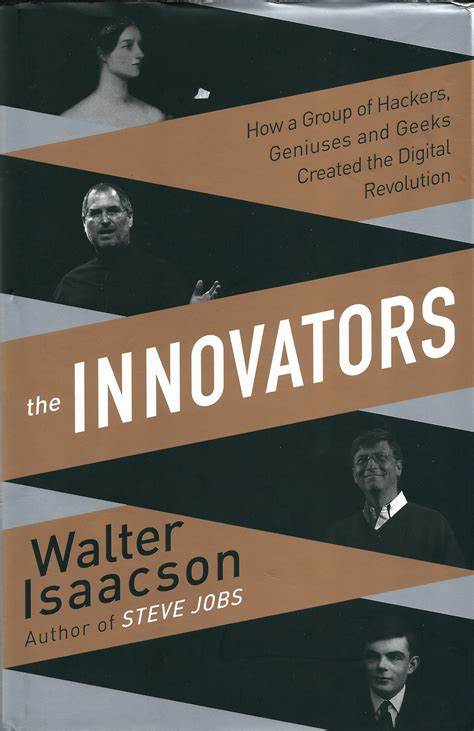 How a Group of Hackers,
Geniuses and Geeks
Created the Digital
Revolution
the INNOVATORS
Walter
Isaacson
Author of STEVE JOBS